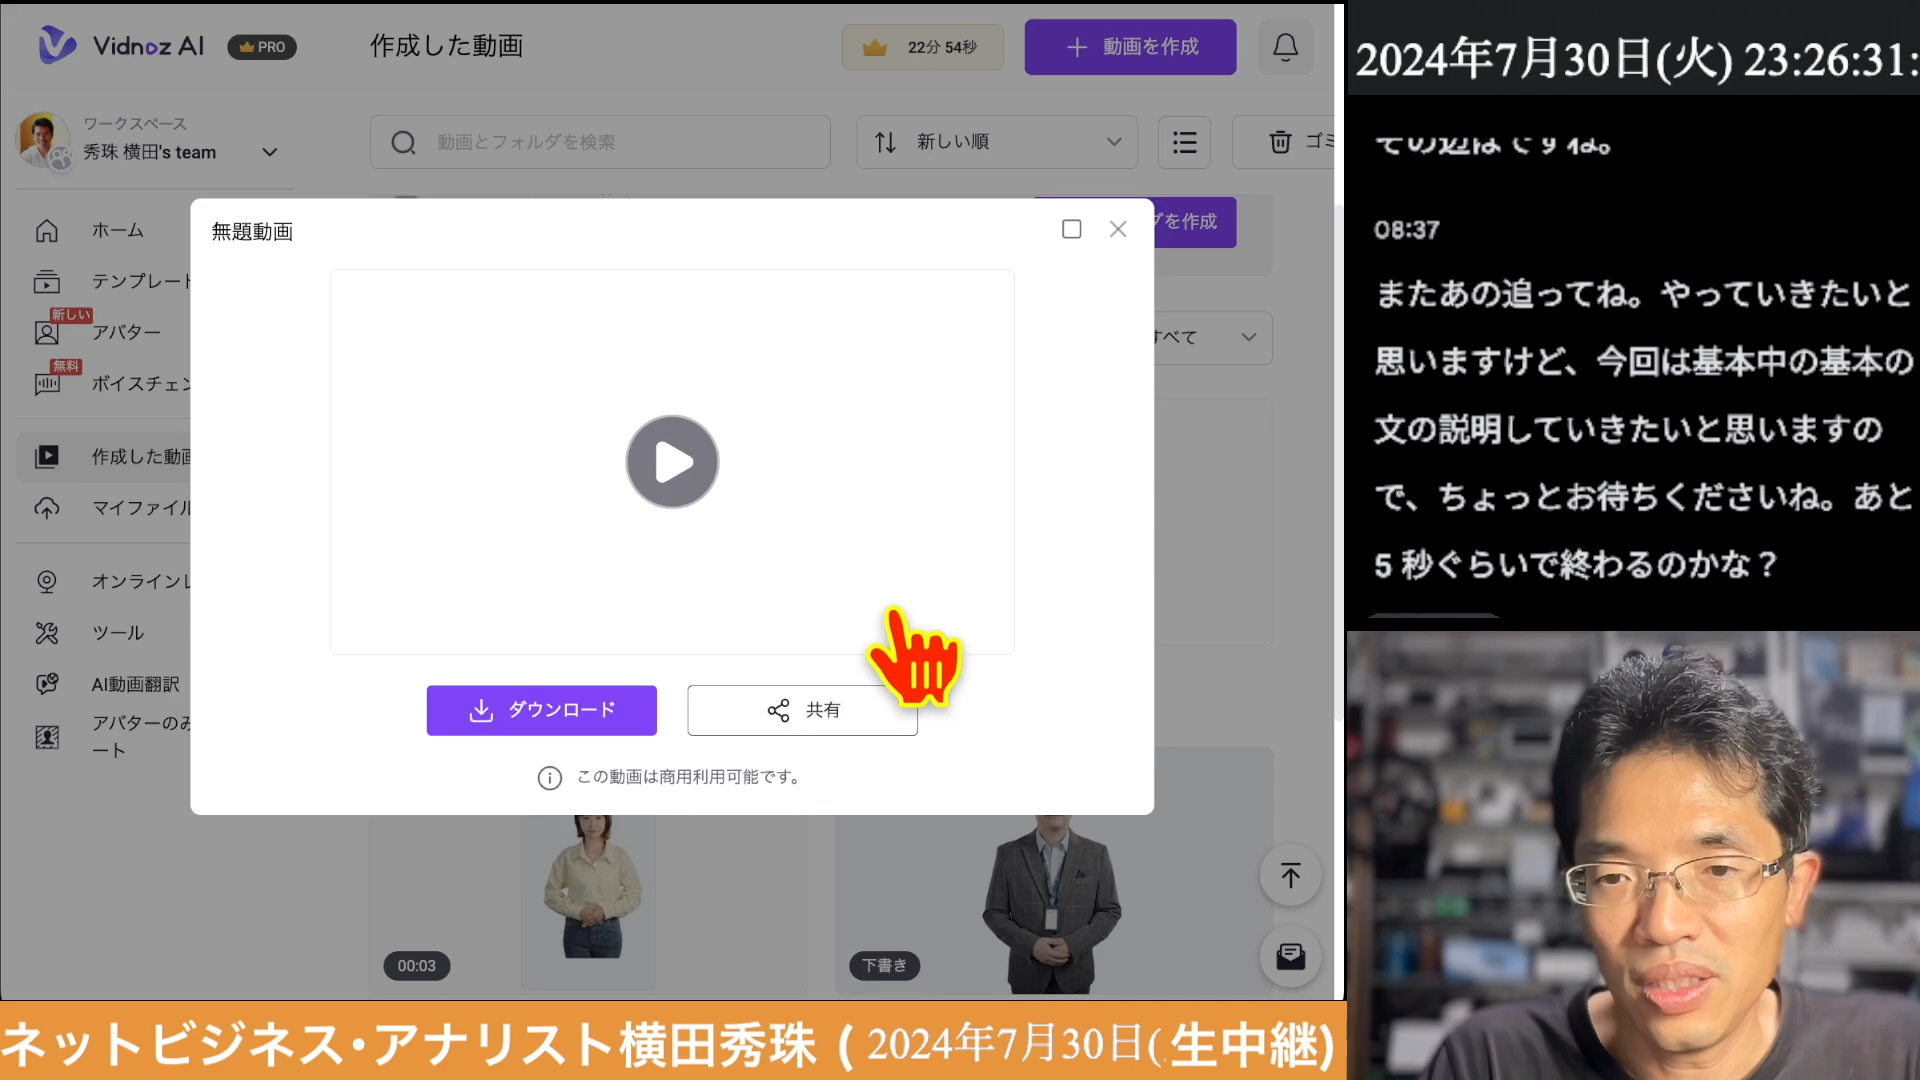 Vidnoz AI
PRO
作成した動画
22分 54秒
動画を作成
ワークスペース
秀珠 横田's team
動画とフォルダを検索
新しい順
ゴミ
ホーム
テンプレート
新しい
アバター
無料
ボイスチェン
作成した動画
マイファイル
オンライン
ツール
AI動画翻訳
アバターのみ
ート
無題動画
ダを作成
すべて
ダウンロード
共有
この動画は商用利用可能です。
00:03
下書き
2024年7月30日(火) 23:26:31:
その辺はですね。
08:37
またあの追ってね。やっていきたいと
思いますけど、今回は基本中の基本の
文の説明していきたいと思いますの
で、ちょっとお待ちくださいね。あと
5 秒ぐらいで終わるのかな？
ネットビジネス・アナリスト横田秀珠 ( 2024年7月30日( 生中継)